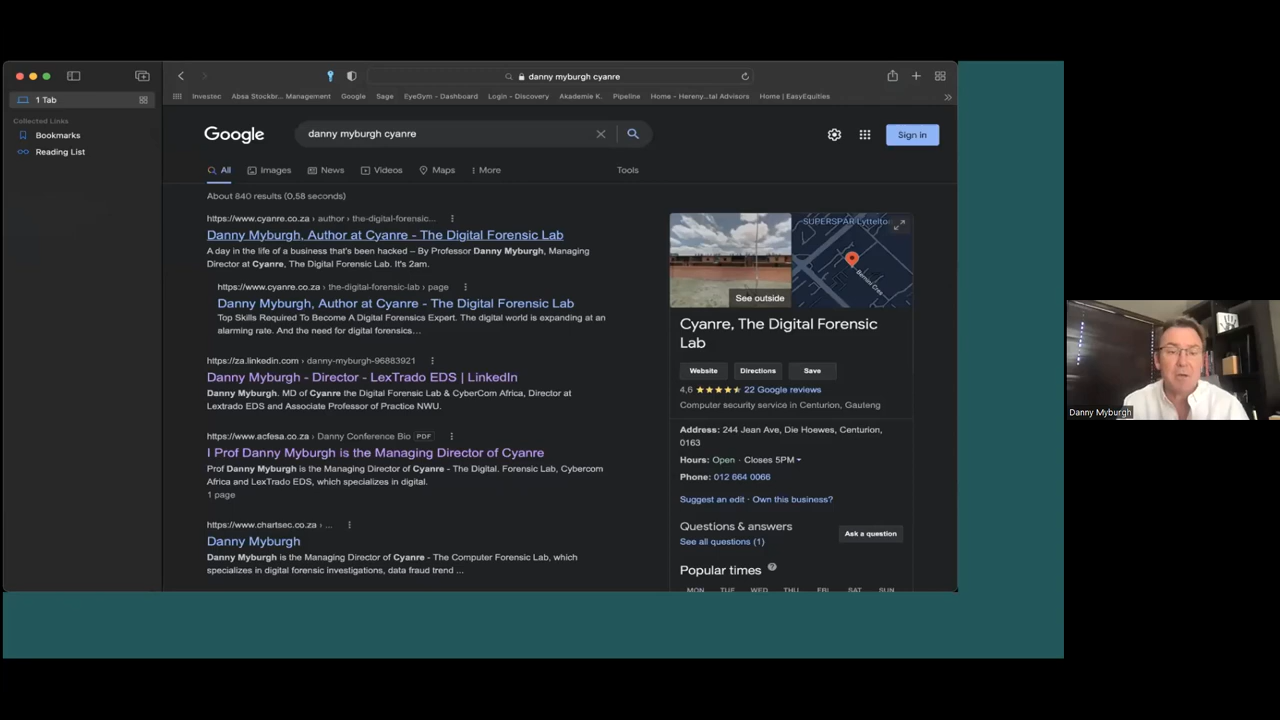 danny myburgh cyanre
1 Tab
Investec Absa Stockbr... Management Google Sage EyeGym - Dashboard Login - Discovery Akademie K. Pipeline Home - Hereny...tal Advisors Home | EasyEquities
Collected Links
Bookmarks
Reading List
Google
danny myburgh cyanre
Sign in
All Images News Videos Maps More Tools
About 840 results (0,58 seconds)
https://www.cyanre.co.za › author › the-digital-forensic...
Danny Myburgh, Author at Cyanre - The Digital Forensic Lab
A day in the life of a business that's been hacked – By Professor Danny Myburgh, Managing
Director at Cyanre, The Digital Forensic Lab. It's 2am.
https://www.cyanre.co.za › the-digital-forensic-lab › page
Danny Myburgh, Author at Cyanre - The Digital Forensic Lab
Top Skills Required To Become A Digital Forensics Expert. The digital world is expanding at an
alarming rate. And the need for digital forensics...
https://za.linkedin.com › danny-myburgh-96883921
Danny Myburgh - Director - LexTrado EDS | LinkedIn
Danny Myburgh. MD of Cyanre the Digital Forensic Lab & CyberCom Africa, Director at
Lextrado EDS and Associate Professor of Practice NWU.
https://www.acfesa.co.za › Danny Conference Bio PDF
I Prof Danny Myburgh is the Managing Director of Cyanre
Prof Danny Myburgh is the Managing Director of Cyanre - The Digital. Forensic Lab, Cybercom
Africa and LexTrado EDS, which specializes in digital.
1 page
https://www.chartsec.co.za › ...
Danny Myburgh
Danny Myburgh is the Managing Director of Cyanre - The Computer Forensic Lab, which
specializes in digital forensic investigations, data fraud trend ...
SUPERSPAR Lyttelto
Bernini Cres
See outside
Cyanre, The Digital Forensic
Lab
Website Directions Save
4,6 22 Google reviews
Computer security service in Centurion, Gauteng
Address: 244 Jean Ave, Die Hoewes, Centurion,
0163
Hours: Open · Closes 5PM
Phone: 012 664 0066
Suggest an edit · Own this business?
Questions & answers
See all questions (1)
Ask a question
Popular times
MON TUE WED THU FRI SAT SUN
Danny Myburgh